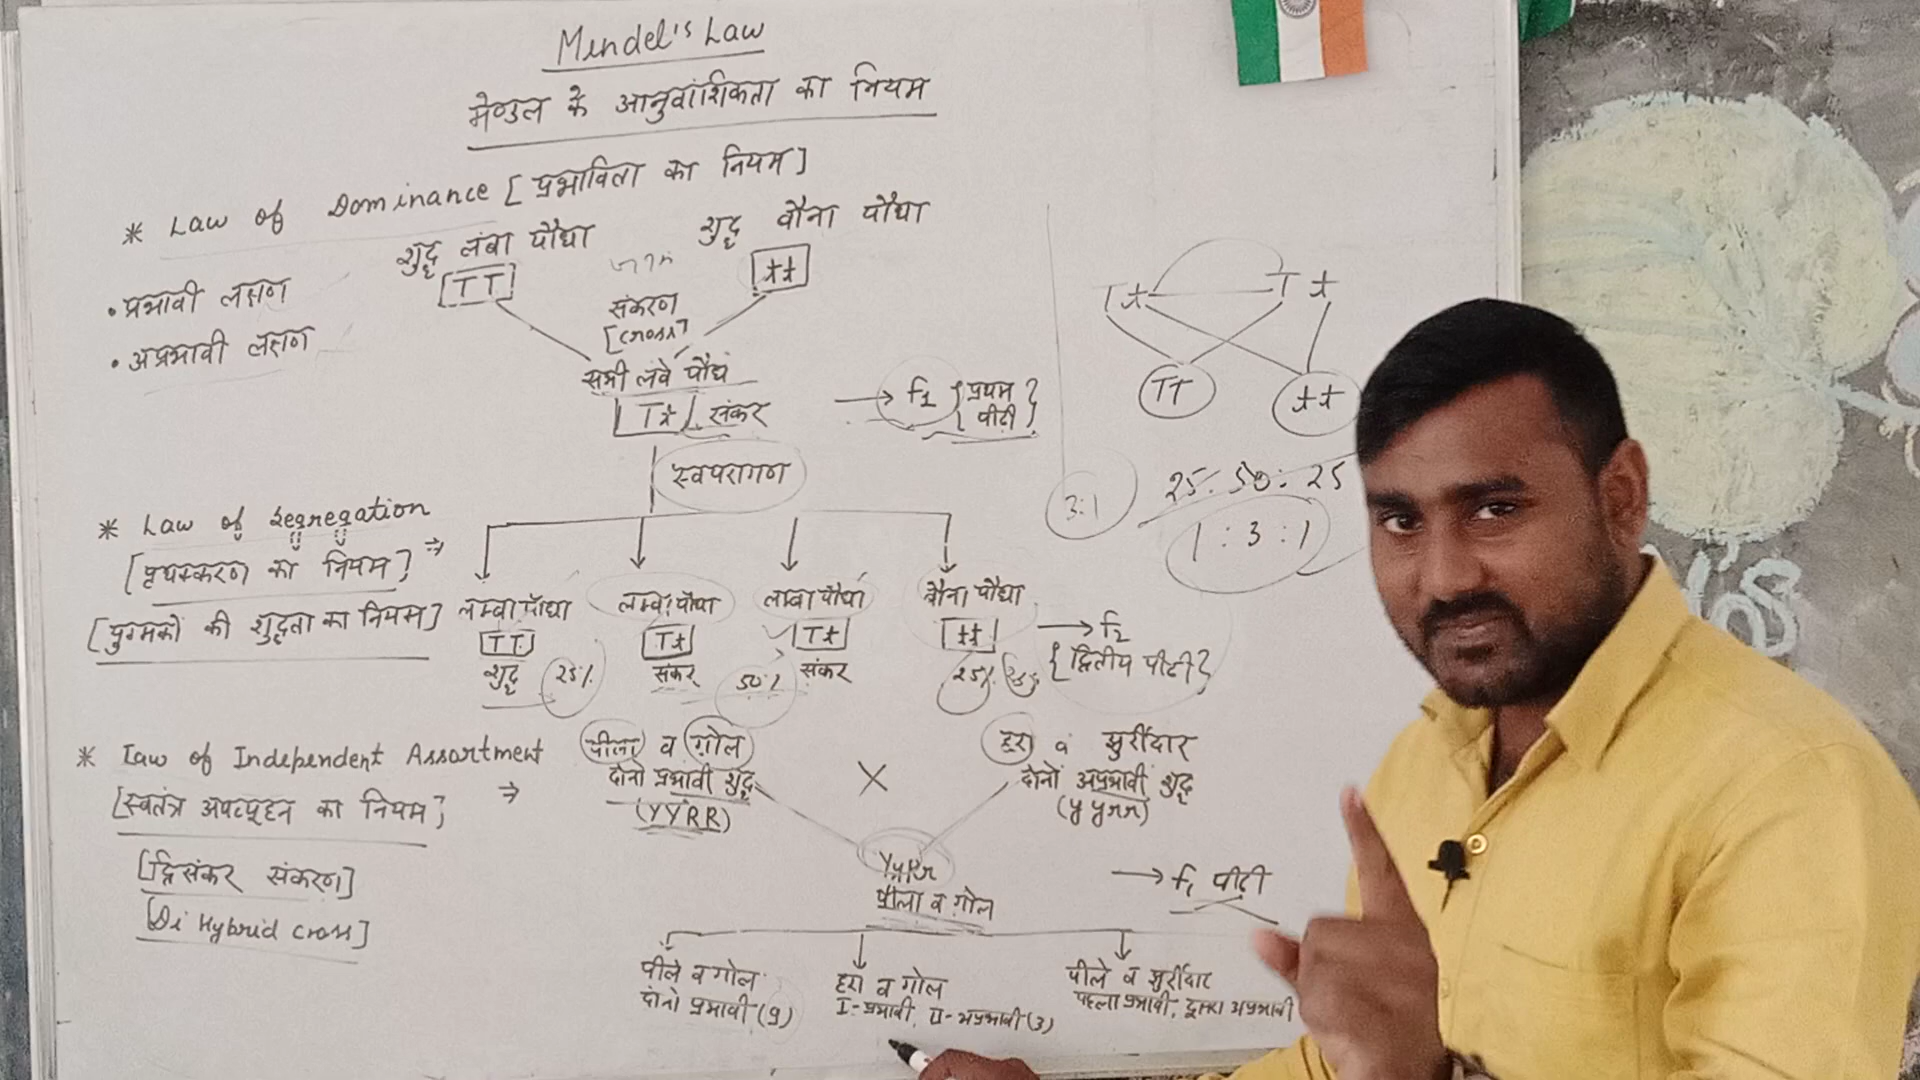 Mendel's Law
मेण्डल के आनुवांशिकता का नियम
* Law of Dominance [प्रभाविता का नियम]
शुद्ध लंबा पौधा
शुद्ध बौना पौधा
[TT]
[tt]
• प्रभावी लक्षण
• अप्रभावी लक्षण
संकरण
[cross]
सभी लंबे पौधे
[Tt] संकर
→ F1 {प्रथम पीढी}
स्वपरागण
Tt
Tt
TT
tt
3:1
25:50:25
1:3:1
* Law of Segregation
[पृथक्करण का नियम] ⇒
[युग्मकों की शुद्धता का नियम]
लम्बा पौधा
लम्बा पौधा
लम्बा पौधा
बौना पौधा
[TT]
[Tt]
[Tt]
[tt]
→ F2
{द्वितीय पीढी}
शुद्ध 25%
संकर
50%
संकर
25%
* Law of Independent Assortment
[स्वतंत्र अपव्यूहन का नियम] ⇒
[द्विसंकर संकरण]
[Di Hybrid cross]
पीला व गोल
दोनो प्रभावी शुद्ध
(YYRR)
X
हरा व झुर्रीदार
दोनों अप्रभावी शुद्ध
(yyrr)
YyRr
पीला व गोल
→ F1 पीढी
पीले व गोल
दोनो प्रभावी (9)
हरा व गोल
I-प्रभावी, II-अप्रभावी (3)
पीले व झुर्रीदार
पहला प्रभावी, दूसरा अप्रभावी